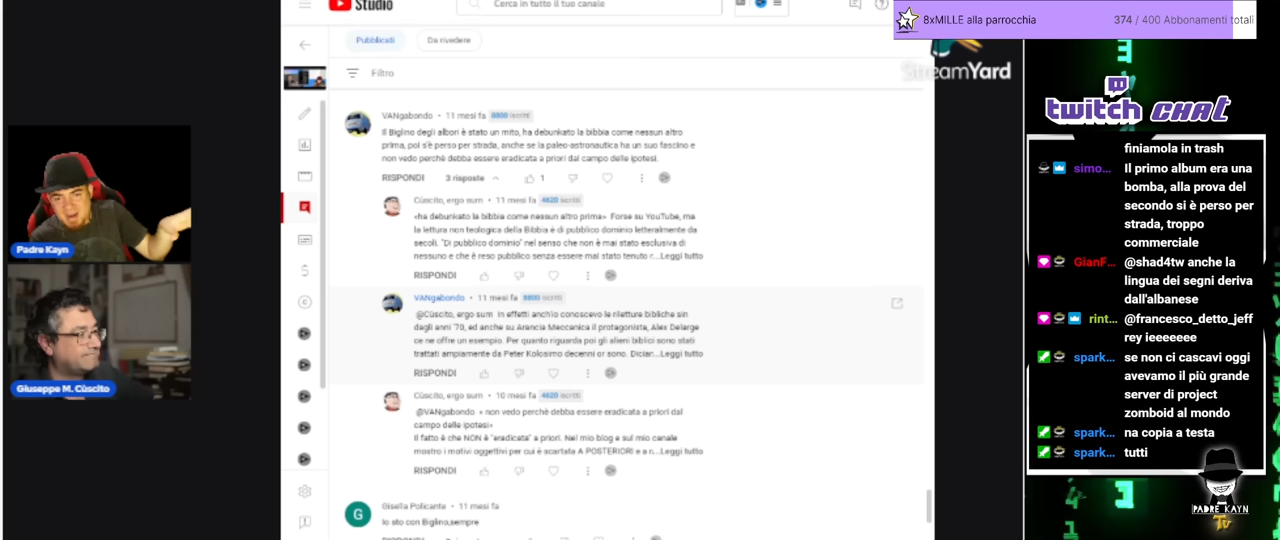 Studio
Cerca in tutto il tuo canale
8xMILLE alla parrocchia
374 / 400 Abbonamenti totali
Pubblicati
Da rivedere
Filtro
StreamYard
VANgabondo • 11 mesi fa 8800 iscritti
Il Biglino degli albori è stato un mito, ha debunkato la bibbia come nessun altro
prima, poi s'è perso per strada, anche se la paleo-astronautica ha un suo fascino e
non vedo perchè debba essere eradicata a priori dal campo delle ipotesi.
RISPONDI 3 risposte 1
Cùscito, ergo sum • 11 mesi fa 4620 iscritti
«ha debunkato la bibbia come nessun altro prima» Forse su YouTube, ma
la lettura non teologica della Bibbia è di pubblico dominio letteralmente da
secoli. "Di pubblico dominio" nel senso che non è mai stato esclusiva di
nessuno e che è reso pubblico senza essere mai stato tenuto r...Leggi tutto
RISPONDI
VANgabondo • 11 mesi fa 8800 iscritti
@Cùscito, ergo sum in effetti anch'io conoscevo le riletture bibliche sin
dagli anni '70, ed anche su Arancia Meccanica il protagonista, Alex Delarge
ce ne offre un esempio. Per quanto riguarda poi gli alieni biblici sono stati
trattati ampiamente da Peter Kolosimo decenni or sono. Diciar...Leggi tutto
RISPONDI
Cùscito, ergo sum • 10 mesi fa 4620 iscritti
@VANgabondo « non vedo perchè debba essere eradicata a priori dal
campo delle ipotesi»
Il fatto è che NON è "eradicata" a priori. Nel mio blog e sul mio canale
mostro i motivi oggettivi per cui è scartata A POSTERIORI e a r...Leggi tutto
RISPONDI
G
Gisella Policante • 11 mesi fa
Io sto con Biglino,sempre
Padre Kayn
Giuseppe M. Cùscito
twitch CHAT
finiamola in trash
simo... Il primo album era una
bomba, alla prova del
secondo si è perso per
strada, troppo
commerciale
GianF... @shad4tw anche la
lingua dei segni deriva
dall'albanese
rint... @francesco_detto_jeff
rey ieeeeee
spark... se non ci cascavi oggi
avevamo il più grande
server di project
zomboid al mondo
spark... na copia a testa
spark... tutti
PADRE KAYN
Tv